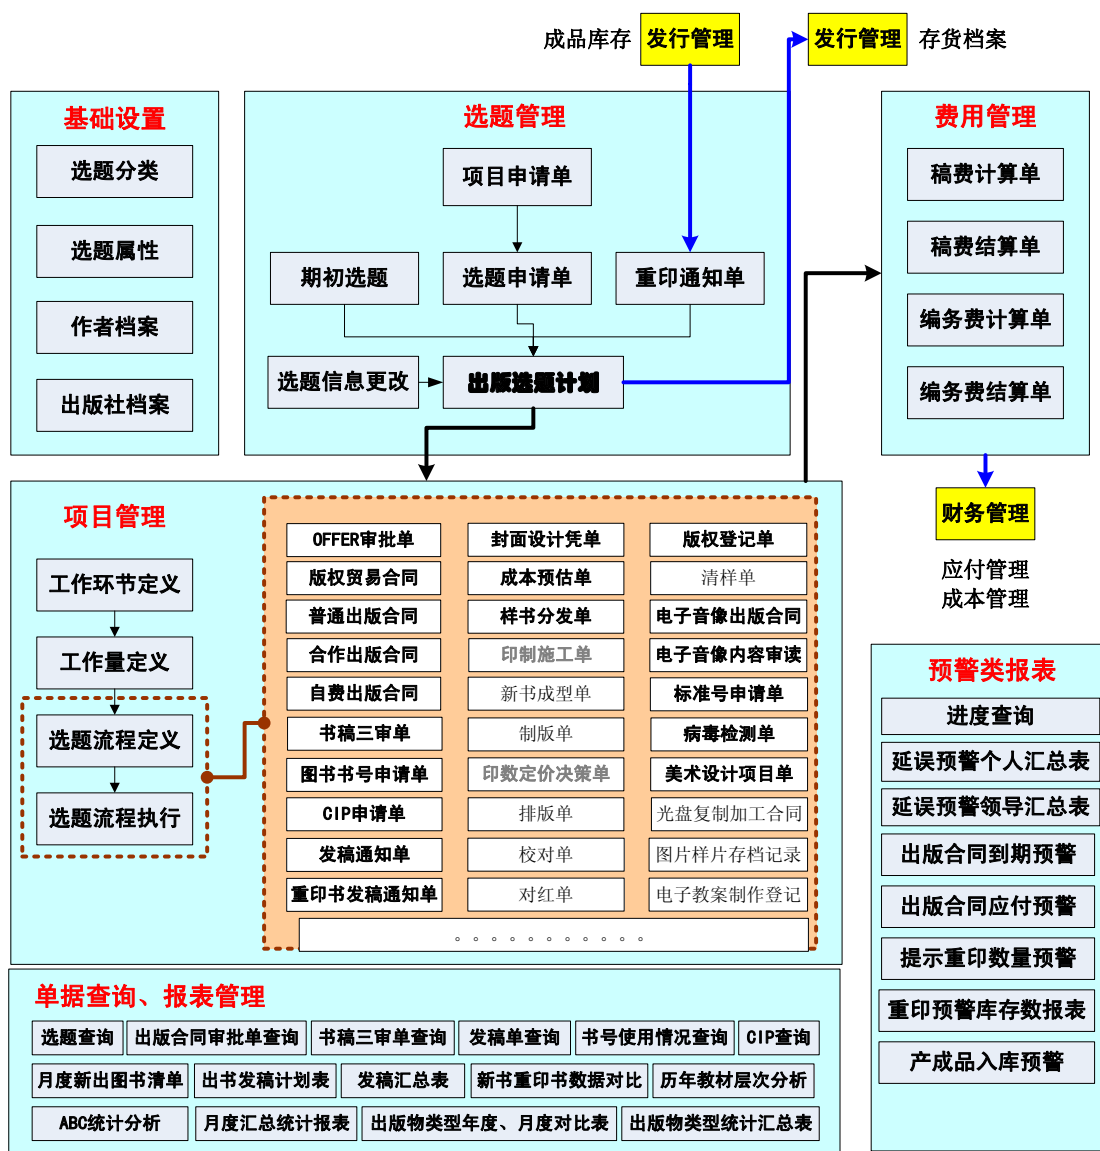 成品库存
发行管理
发行管理
存货档案
基础设置
选题分类
选题属性
作者档案
出版社档案
选题管理
项目申请单
期初选题
选题申请单
重印通知单
选题信息更改
出版选题计划
费用管理
稿费计算单
稿费结算单
编务费计算单
编务费结算单
财务管理
应付管理
成本管理
项目管理
工作环节定义
工作量定义
选题流程定义
选题流程执行
OFFER审批单
封面设计凭单
版权登记单
版权贸易合同
成本预估单
清样单
普通出版合同
样书分发单
电子音像出版合同
合作出版合同
印制施工单
电子音像内容审读
自费出版合同
新书成型单
标准号申请单
书稿三审单
制版单
病毒检测单
图书书号申请单
印数定价决策单
美术设计项目单
CIP申请单
排版单
光盘复制加工合同
发稿通知单
校对单
图片样片存档记录
重印书发稿通知单
对红单
电子教案制作登记
。。。。。。。。。。。
预警类报表
进度查询
延误预警个人汇总表
延误预警领导汇总表
出版合同到期预警
出版合同应付预警
提示重印数量预警
重印预警库存数报表
产成品入库预警
单据查询、报表管理
选题查询
出版合同审批单查询
书稿三审单查询
发稿单查询
书号使用情况查询
CIP查询
月度新出图书清单
出书发稿计划表
发稿汇总表
新书重印书数据对比
历年教材层次分析
ABC统计分析
月度汇总统计报表
出版物类型年度、月度对比表
出版物类型统计汇总表